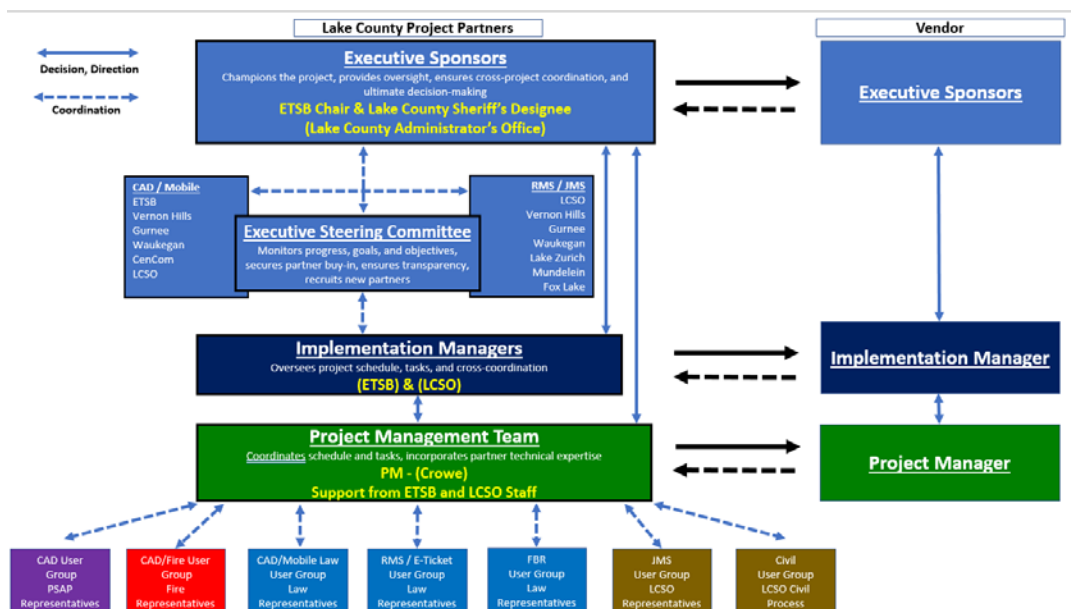 Lake County Project Partners
Vendor
Decision, Direction
Coordination
Executive Sponsors
Champions the project, provides oversight, ensures cross-project coordination, and
ultimate decision-making
ETSB Chair & Lake County Sheriff's Designee
(Lake County Administrator's Office)
Executive Sponsors
CAD / Mobile
ETSB
Vernon Hills
Gurnee
Waukegan
CenCom
LCSO
Executive Steering Committee
Monitors progress, goals, and objectives,
secures partner buy-in, ensures transparency,
recruits new partners
RMS / JMS
LCSO
Vernon Hills
Gurnee
Waukegan
Lake Zurich
Mundelein
Fox Lake
Implementation Managers
Oversees project schedule, tasks, and cross-coordination
(ETSB) & (LCSO)
Implementation Manager
Project Management Team
Coordinates schedule and tasks, incorporates partner technical expertise
PM - (Crowe)
Support from ETSB and LCSO Staff
Project Manager
CAD User
Group
PSAP
Representatives
CAD/Fire User
Group
Fire
Representatives
CAD/Mobile Law
User Group
Law
Representatives
RMS / E-Ticket
User Group
Law
Representatives
FBR
User Group
Law
Representatives
JMS
User Group
LCSO
Representatives
Civil
User Group
LCSO Civil
Process